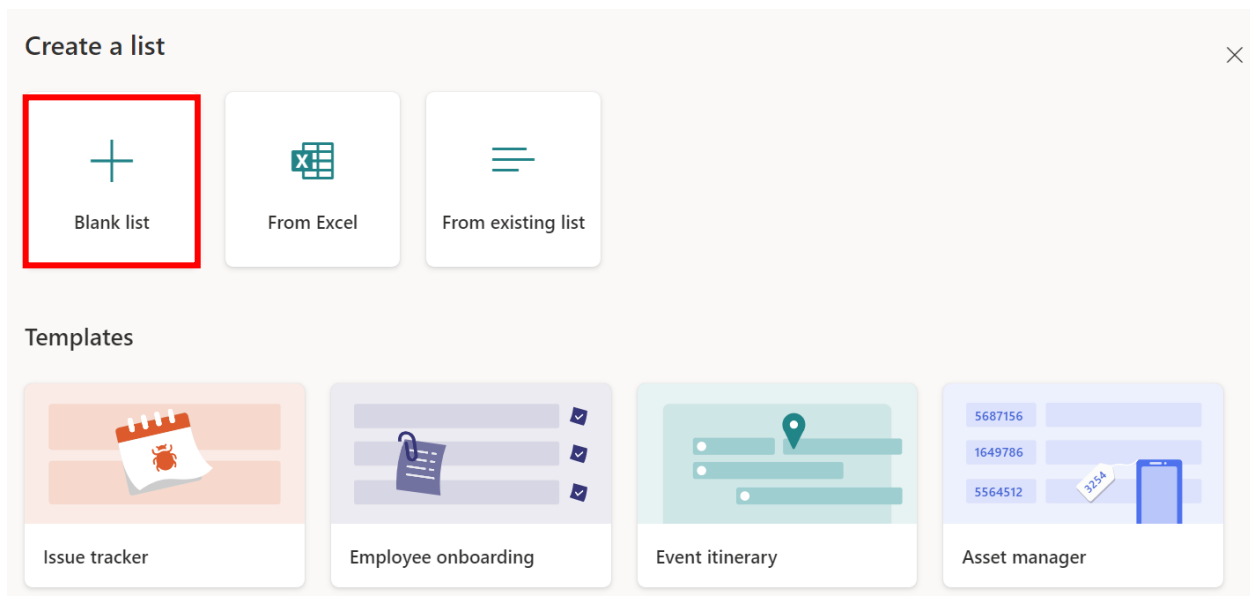 Create a list
Blank list
From Excel
From existing list
Templates
5687156
1649786
5564512
3254
Issue tracker
Employee onboarding
Event itinerary
Asset manager